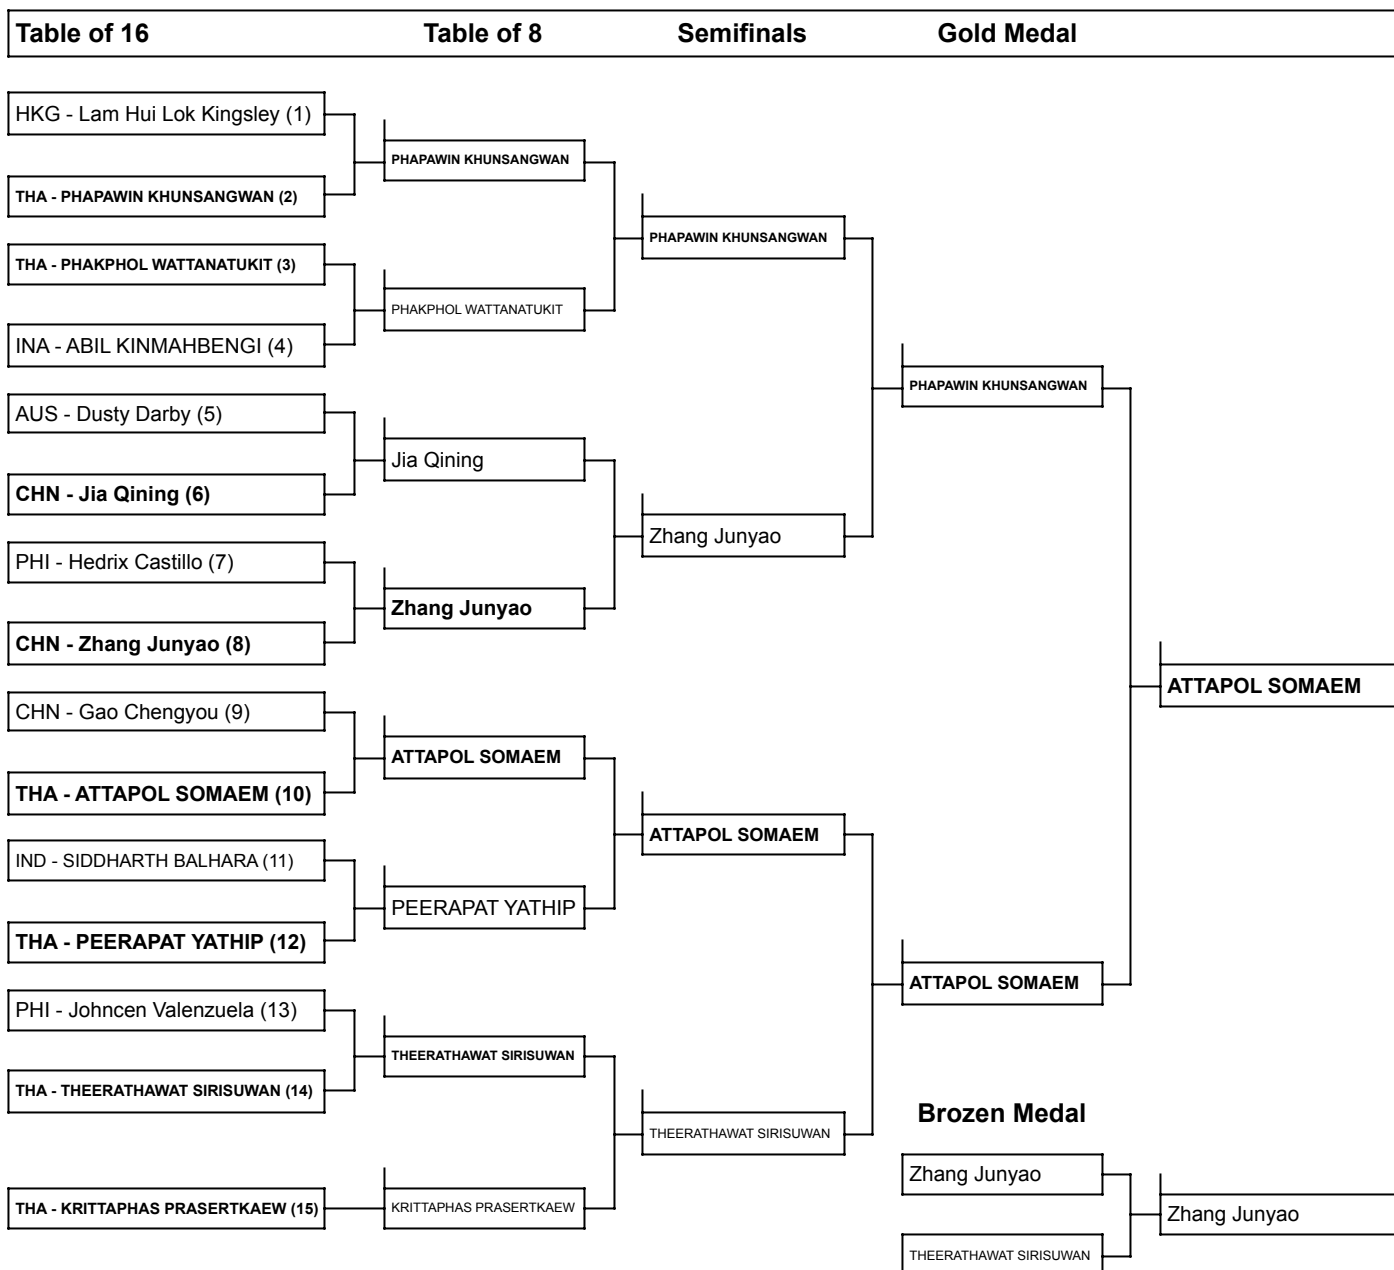 Table of 16 Table of 8 Semifinals Gold Medal
HKG - Lam Hui Lok Kingsley (1)
PHAPAWIN KHUNSANGWAN
THA - PHAPAWIN KHUNSANGWAN (2)
PHAPAWIN KHUNSANGWAN
THA - PHAKPHOL WATTANATUKIT (3)
PHAKPHOL WATTANATUKIT
INA - ABIL KINMAHBENGI (4)
PHAPAWIN KHUNSANGWAN
AUS - Dusty Darby (5)
Jia Qining
CHN - Jia Qining (6)
Zhang Junyao
PHI - Hedrix Castillo (7)
Zhang Junyao
CHN - Zhang Junyao (8)
ATTAPOL SOMAEM
CHN - Gao Chengyou (9)
ATTAPOL SOMAEM
THA - ATTAPOL SOMAEM (10)
ATTAPOL SOMAEM
IND - SIDDHARTH BALHARA (11)
PEERAPAT YATHIP
THA - PEERAPAT YATHIP (12)
ATTAPOL SOMAEM
PHI - Johncen Valenzuela (13)
THEERATHAWAT SIRISUWAN
THA - THEERATHAWAT SIRISUWAN (14)
Brozen Medal
THEERATHAWAT SIRISUWAN
Zhang Junyao
THA - KRITTAPHAS PRASERTKAEW (15)
KRITTAPHAS PRASERTKAEW
Zhang Junyao
THEERATHAWAT SIRISUWAN